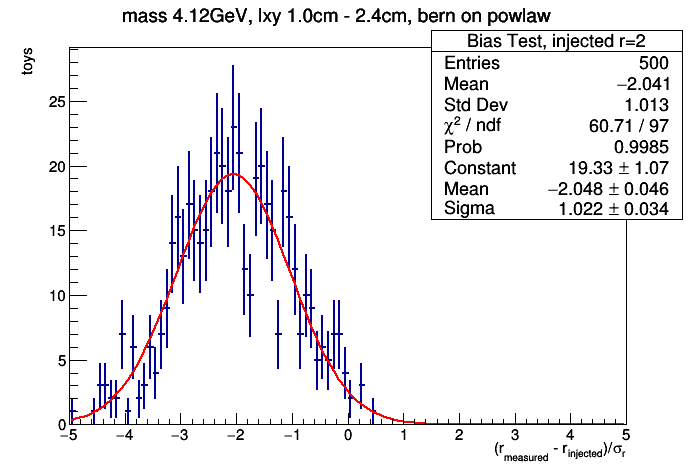 mass 4.12GeV, lxy 1.0cm - 2.4cm, bern on powlaw
toys
Bias Test, injected r=2
Entries 500
Mean −2.041
Std Dev 1.013
χ² / ndf 60.71 / 97
Prob 0.9985
Constant 19.33 ± 1.07
Mean −2.048 ± 0.046
Sigma 1.022 ± 0.034
25
20
15
10
5
0
−5 −4 −3 −2 −1 0 1 2 3 4 5
(r_measured - r_injected)/σ_r